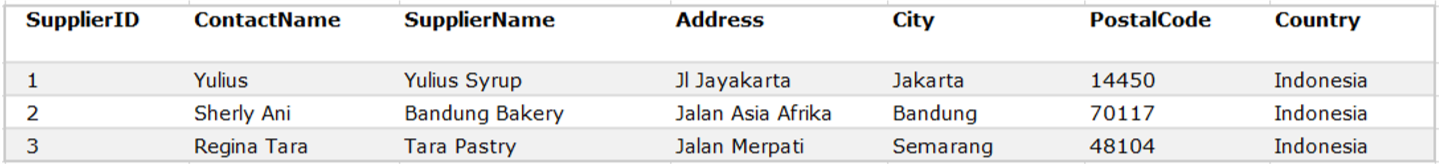 SupplierID ContactName SupplierName Address City PostalCode Country
1 Yulius Yulius Syrup Jl Jayakarta Jakarta 14450 Indonesia
2 Sherly Ani Bandung Bakery Jalan Asia Afrika Bandung 70117 Indonesia
3 Regina Tara Tara Pastry Jalan Merpati Semarang 48104 Indonesia